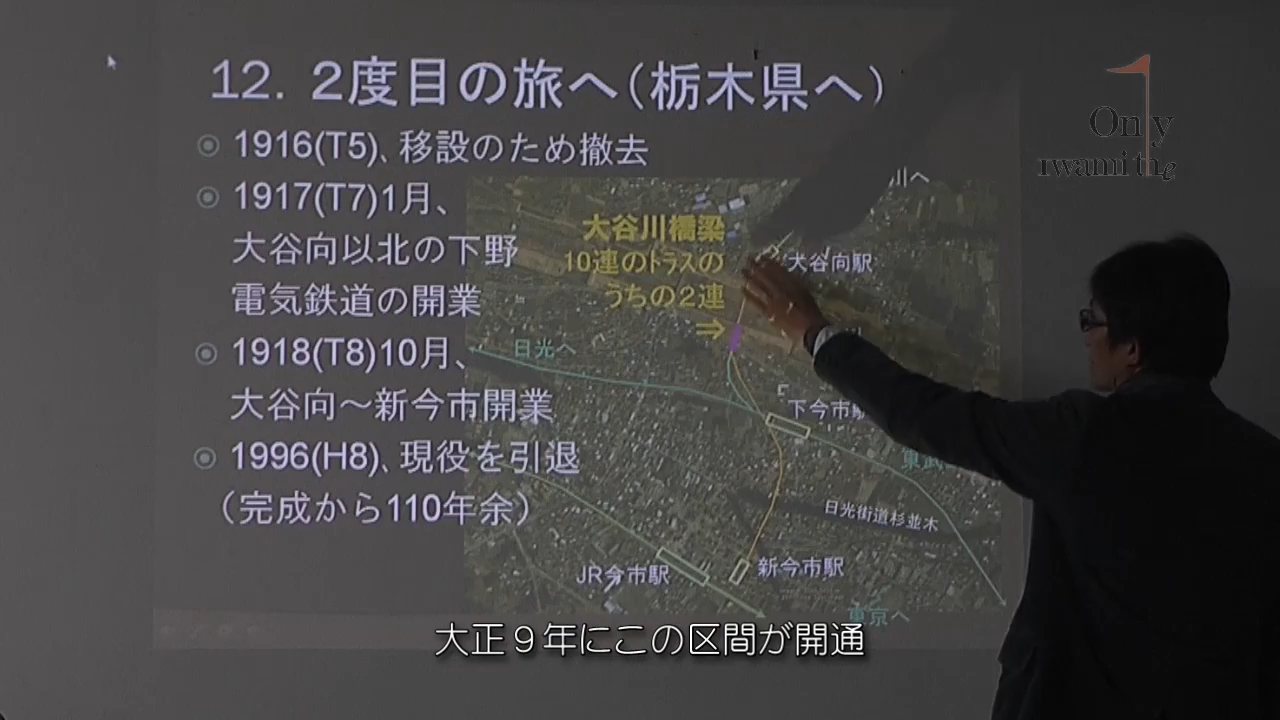 12. 2度目の旅へ(栃木県へ)
1916(T5)、移設のため撤去
1917(T7)1月、
大谷向以北の下野
電気鉄道の開業
1918(T8)10月、
大谷向〜新今市開業
1996(H8)、現役を引退
(完成から110年余)
川へ
大谷川橋梁
10連のトラスの
うちの2連
⇒
大谷向駅
日光へ
下今市駅
東武
日光街道杉並木
JR今市駅
新今市駅
東京へ
大正9年にこの区間が開通
Only
iwami the